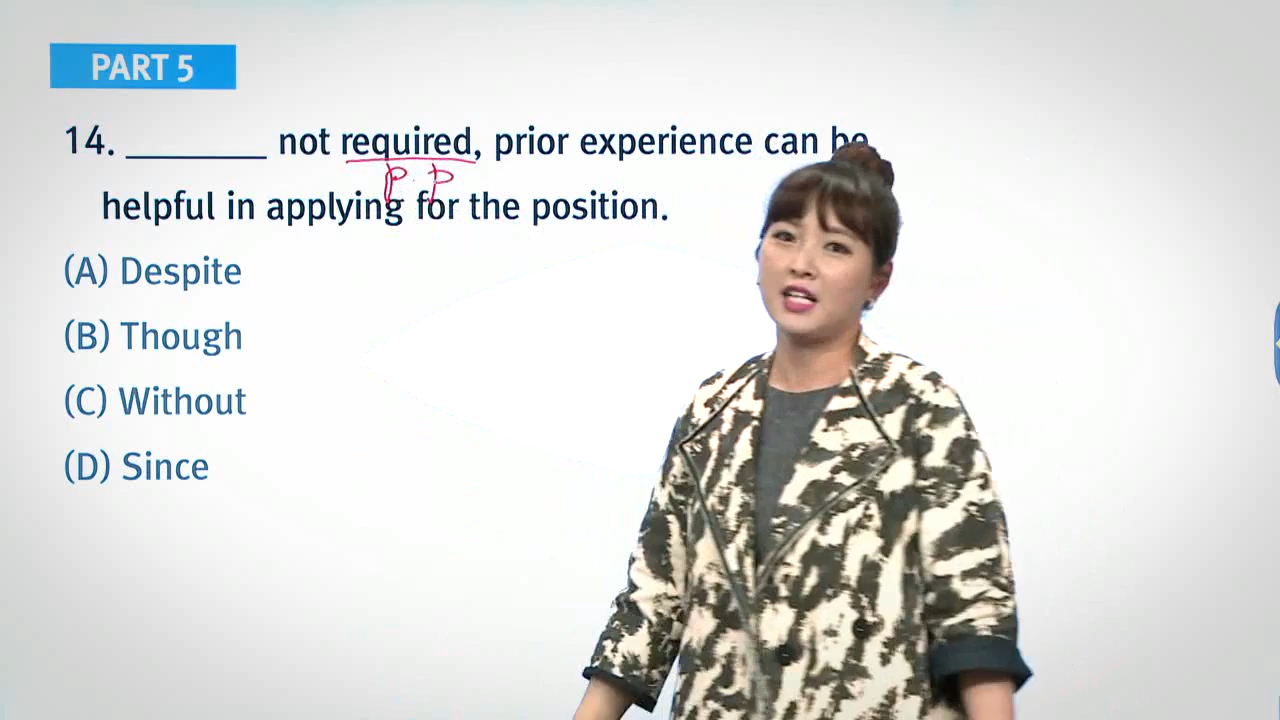 PART 5
14. _______ not required, prior experience can be
p.p
helpful in applying for the position.
(A) Despite
(B) Though
(C) Without
(D) Since